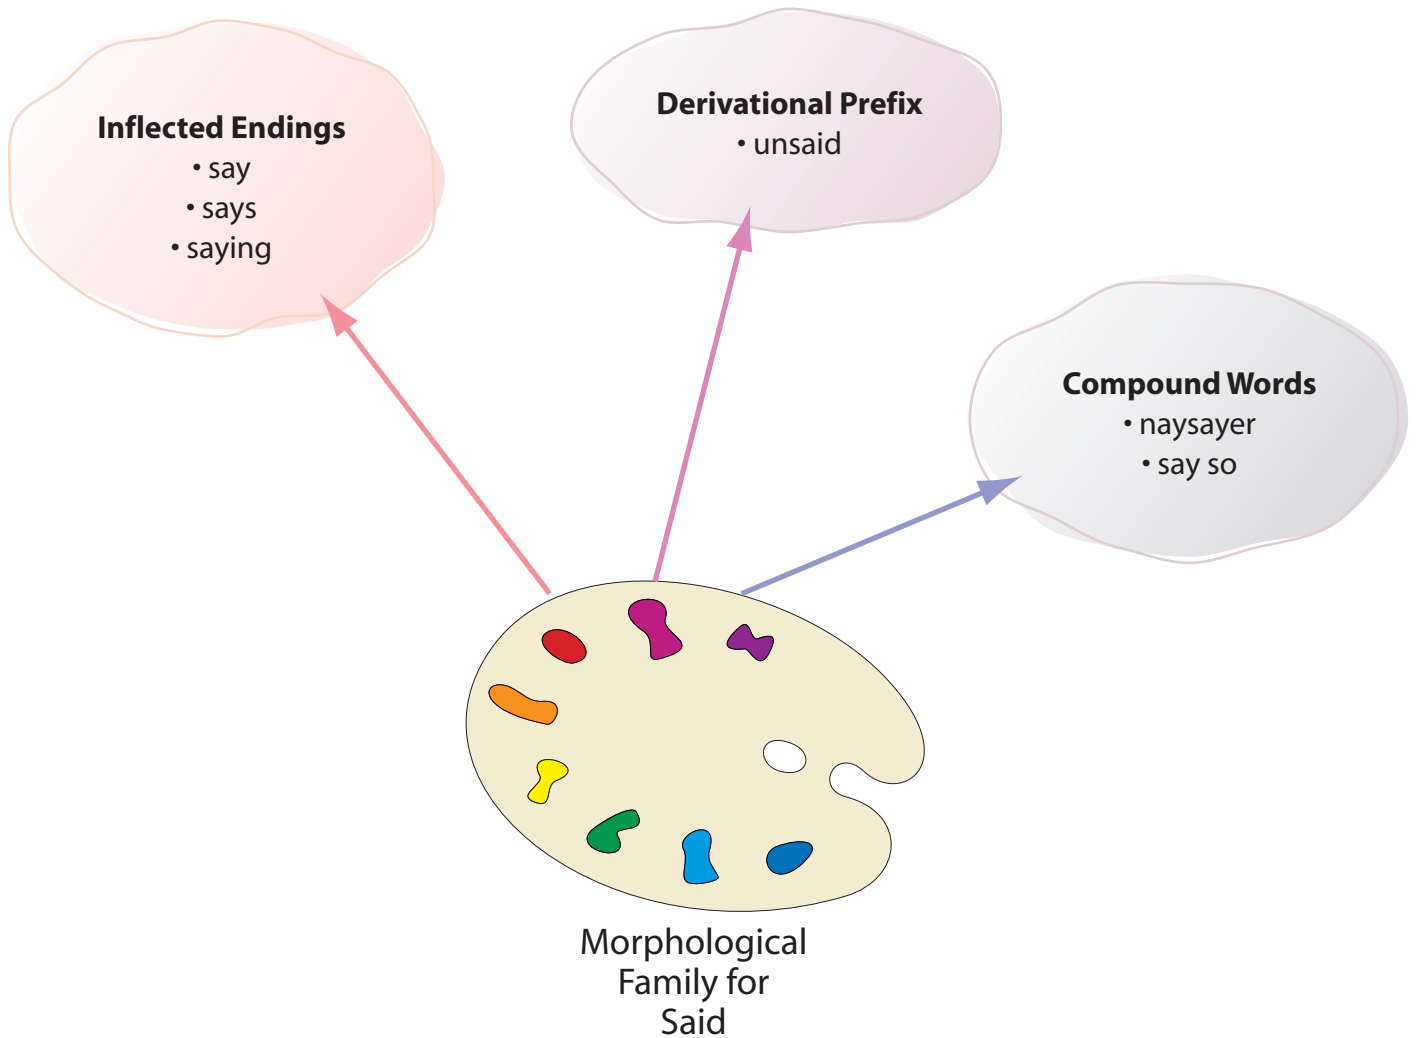 Inflected Endings
• say
• says
• saying
Derivational Prefix
• unsaid
Compound Words
• naysayer
• say so
Morphological
Family for
Said